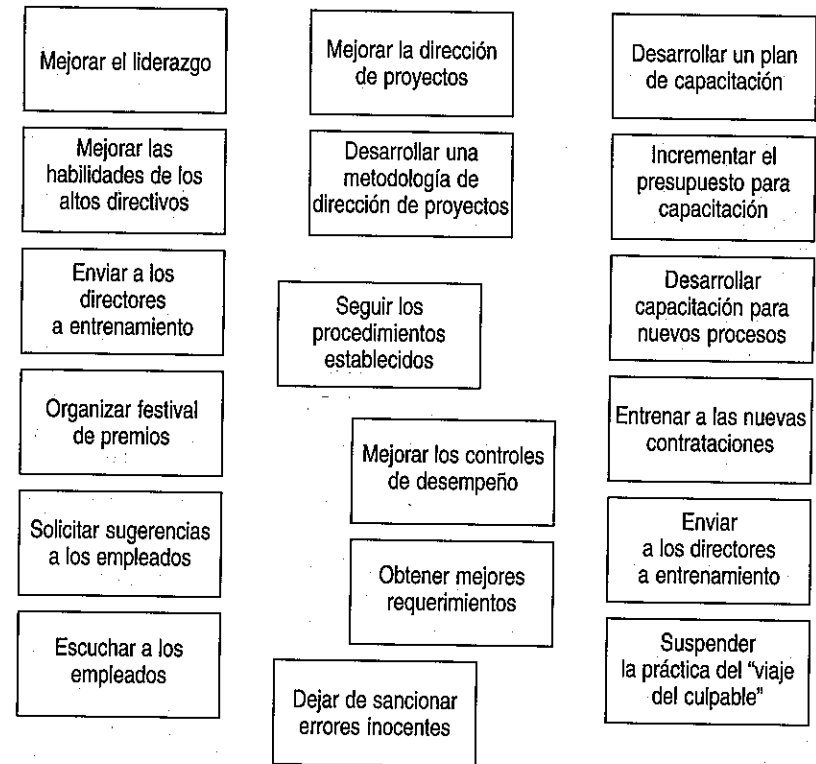 Mejorar el liderazgo
Mejorar las
habilidades de los
altos directivos
Enviar a los
directores
a entrenamiento
Organizar festival
de premios
Solicitar sugerencias
a los empleados
Escuchar a los
empleados
Mejorar la dirección
de proyectos
Desarrollar una
metodología de
dirección de proyectos
Seguir los
procedimientos
establecidos
Mejorar los controles
de desempeño
Obtener mejores
requerimientos
Dejar de sancionar
errores inocentes
Desarrollar un plan
de capacitación
Incrementar el
presupuesto para
capacitación
Desarrollar
capacitación para
nuevos procesos
Entrenar a las nuevas
contrataciones
Enviar
a los directores
a entrenamiento
Suspender
la práctica del “viaje
del culpable”